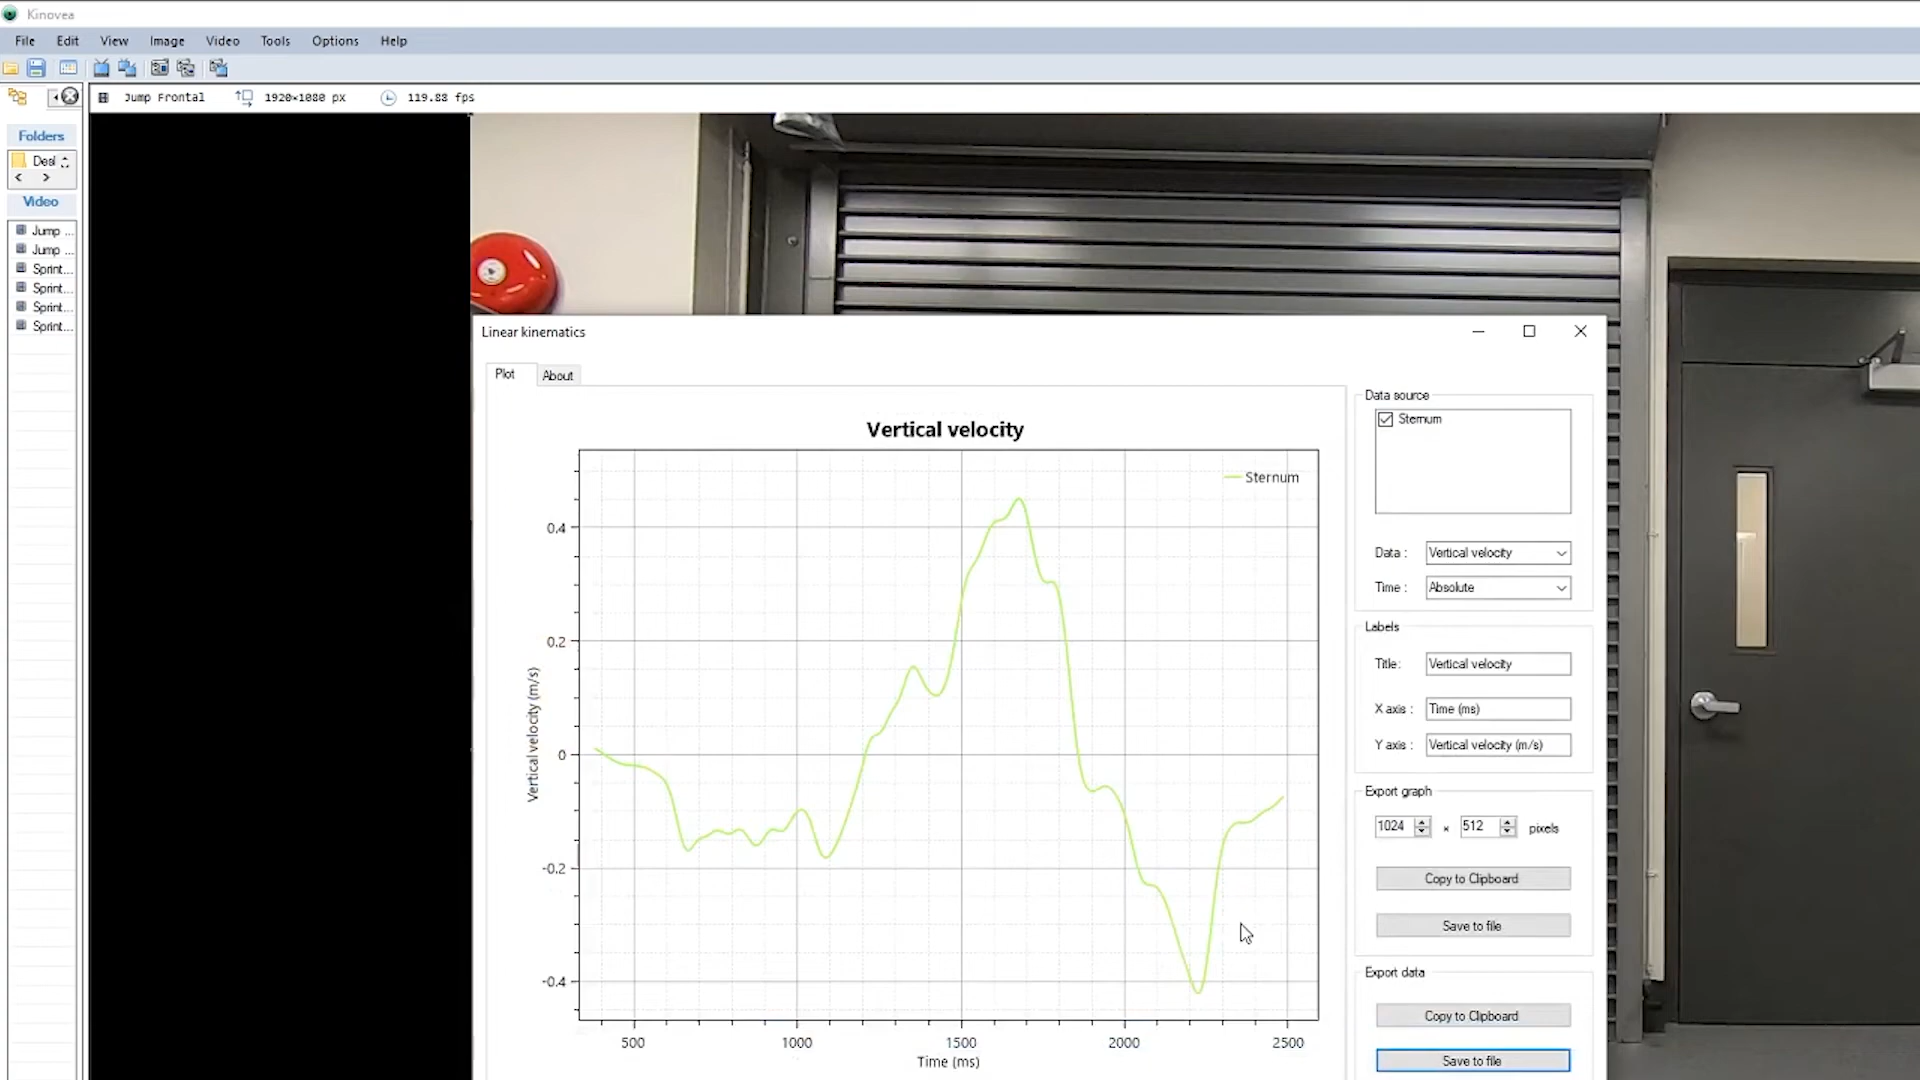 Kinovea
File Edit View Image Video Tools Options Help
Jump Frontal 1920×1080 px 119.88 fps
Folders
Desl
Video
Jump ...
Jump ...
Sprint...
Sprint...
Sprint...
Sprint...
Linear kinematics
Plot About
Vertical velocity
Sternum
0.4
0.2
0
-0.2
-0.4
Vertical velocity (m/s)
500 1000 1500 2000 2500
Time (ms)
Data source
Sternum
Data : Vertical velocity
Time : Absolute
Labels
Title: Vertical velocity
X axis : Time (ms)
Y axis : Vertical velocity (m/s)
Export graph
1024 × 512 pixels
Copy to Clipboard
Save to file
Export data
Copy to Clipboard
Save to file